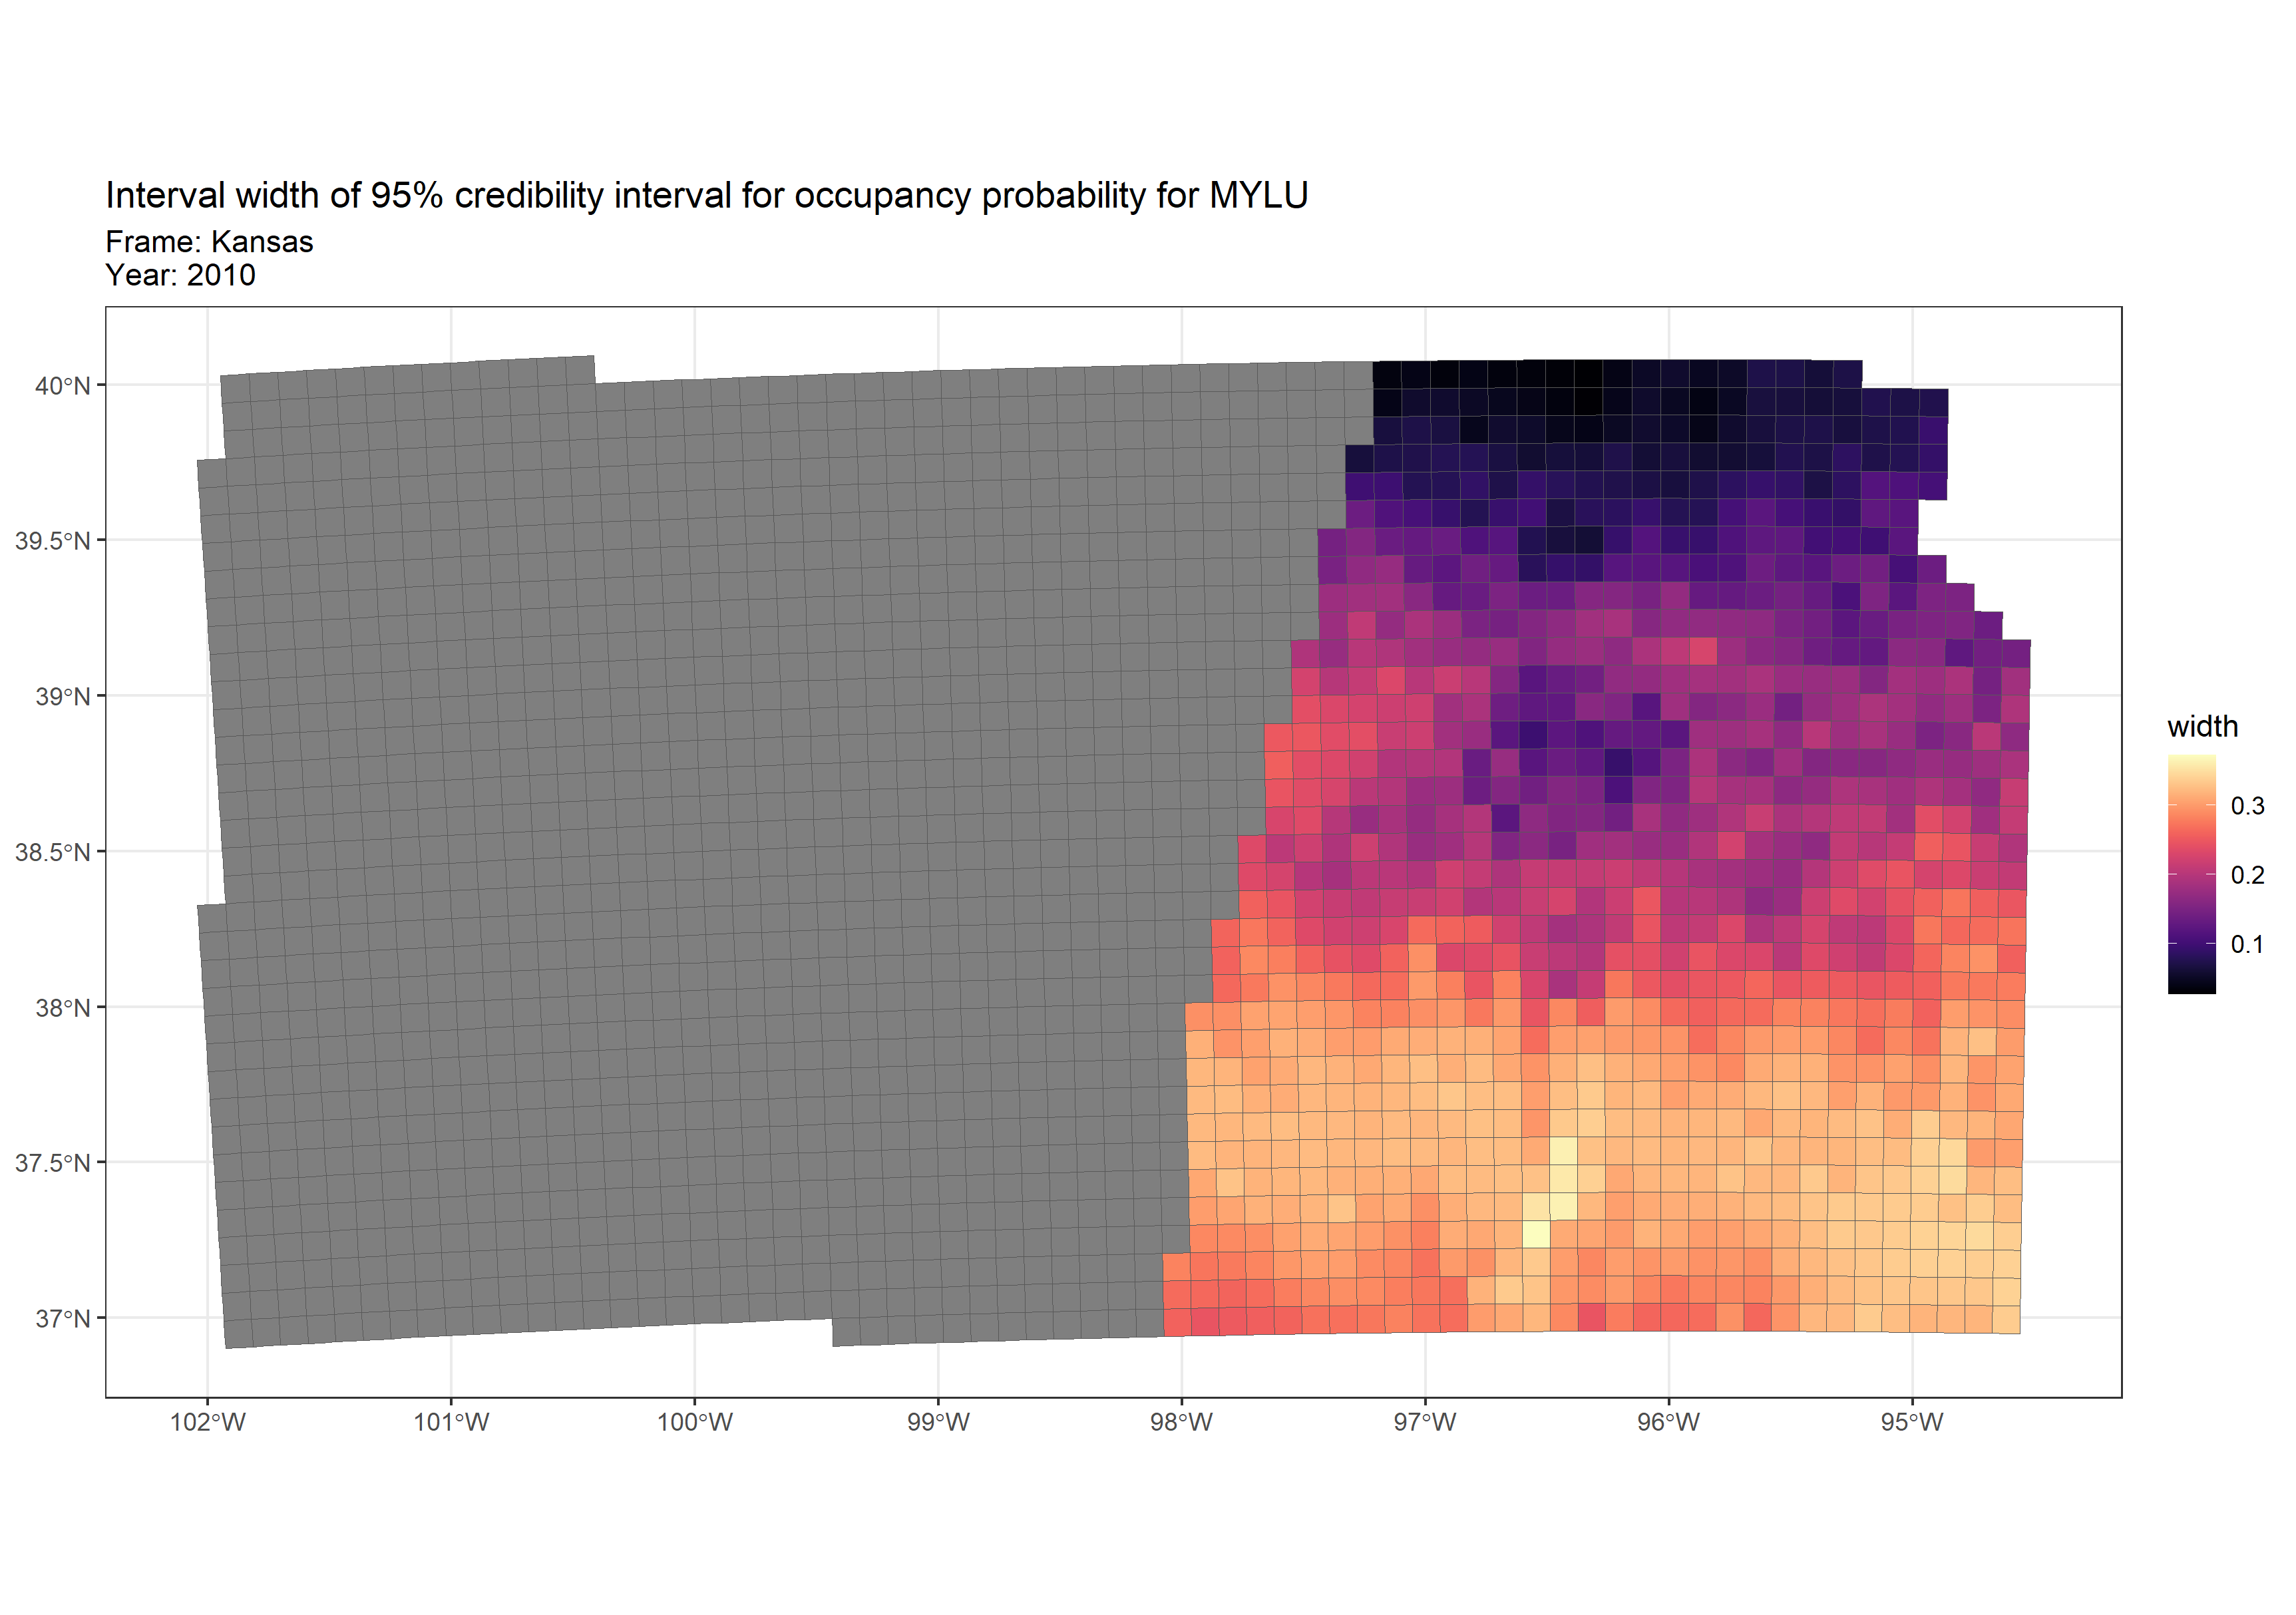 Interval width of 95% credibility interval for occupancy probability for MYLU
Frame: Kansas
Year: 2010
40°N
39.5°N
39°N
38.5°N
38°N
37.5°N
37°N
102°W 101°W 100°W 99°W 98°W 97°W 96°W 95°W
width
0.3
0.2
0.1